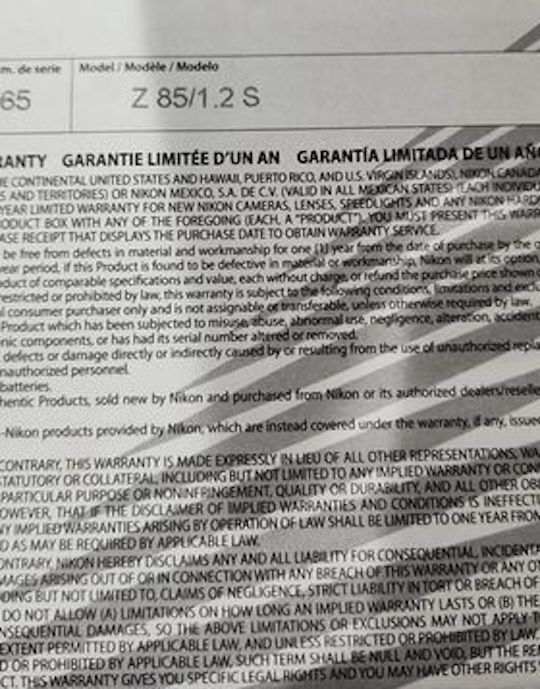 m. de serie Model / Modèle / Modelo
65 Z 85/1.2 S
RANTY GARANTIE LIMITÉE D'UN AN GARANTÍA LIMITADA DE UN AÑO
E CONTINENTAL UNITED STATES AND HAWAII, PUERTO RICO, AND U.S. VIRGIN ISLANDS), NIKON CANADA
S AND TERRITORIES) OR NIKON MEXICO, S.A. DE C.V. (VALID IN ALL MEXICAN STATES) (EACH INDIVIDU
YEAR LIMITED WARRANTY FOR NEW NIKON CAMERAS, LENSES, SPEEDLIGHTS AND ANY NIKON HARD
ODUCT BOX WITH ANY OF THE FOREGOING (EACH, A "PRODUCT"). YOU MUST PRESENT THIS WARR
ASE RECEIPT THAT DISPLAYS THE PURCHASE DATE TO OBTAIN WARRANTY SERVICE.
be free from defects in material and workmanship for one (1) year from the date of purchase by the o
year period, if this Product is found to be defective in material or workmanship, Nikon will at its option,
duct of comparable specifications and value, each without charge, or refund the purchase price shown o
restricted or prohibited by law, this warranty is subject to the following conditions, limitations and exclu
l consumer purchaser only and is not assignable or transferable, unless otherwise required by law.
Product which has been subjected to misuse, abuse, abnormal use, negligence, alteration, accident
nic components, or has had its serial number altered or removed.
defects or damage directly or indirectly caused by or resulting from the use of unauthorized repla
nauthorized personnel.
batteries.
hentic Products, sold new by Nikon and purchased from Nikon or its authorized dealers/reselle
-Nikon products provided by Nikon, which are instead covered under the warranty, if any, issued
CONTRARY, THIS WARRANTY IS MADE EXPRESSLY IN LIEU OF ALL OTHER REPRESENTATIONS, WA
TATUTORY OR COLLATERAL, INCLUDING BUT NOT LIMITED TO ANY IMPLIED WARRANTY OR CON
PARTICULAR PURPOSE OR NONINFRINGEMENT, QUALITY OR DURABILITY, AND ALL OTHER OB
OWEVER, THAT IF THE DISCLAIMER OF IMPLIED WARRANTIES AND CONDITIONS IS INEFFECTI
NY IMPLIED WARRANTIES ARISING BY OPERATION OF LAW SHALL BE LIMITED TO ONE YEAR FROM
D AS MAY BE REQUIRED BY APPLICABLE LAW.
ONTRARY, NIKON HEREBY DISCLAIMS ANY AND ALL LIABILITY FOR CONSEQUENTIAL, INCIDENTA
MAGES ARISING OUT OF OR IN CONNECTION WITH ANY BREACH OF THIS WARRANTY OR ANY OT
DING BUT NOT LIMITED TO, CLAIMS OF NEGLIGENCE, STRICT LIABILITY IN TORT OR BREACH OF
DO NOT ALLOW (A) LIMITATIONS ON HOW LONG AN IMPLIED WARRANTY LASTS OR (B) THE
NSEQUENTIAL DAMAGES, SO THE ABOVE LIMITATIONS OR EXCLUSIONS MAY NOT APPLY T
EXTENT PERMITTED BY APPLICABLE LAW, AND UNLESS RESTRICTED OR PROHIBITED BY LAW,
D OR PROHIBITED BY APPLICABLE LAW, SUCH TERM SHALL BE NULL AND VOID, BUT THE REM
CT. THIS WARRANTY GIVES YOU SPECIFIC LEGAL RIGHTS AND YOU MAY HAVE OTHER RIGHTS